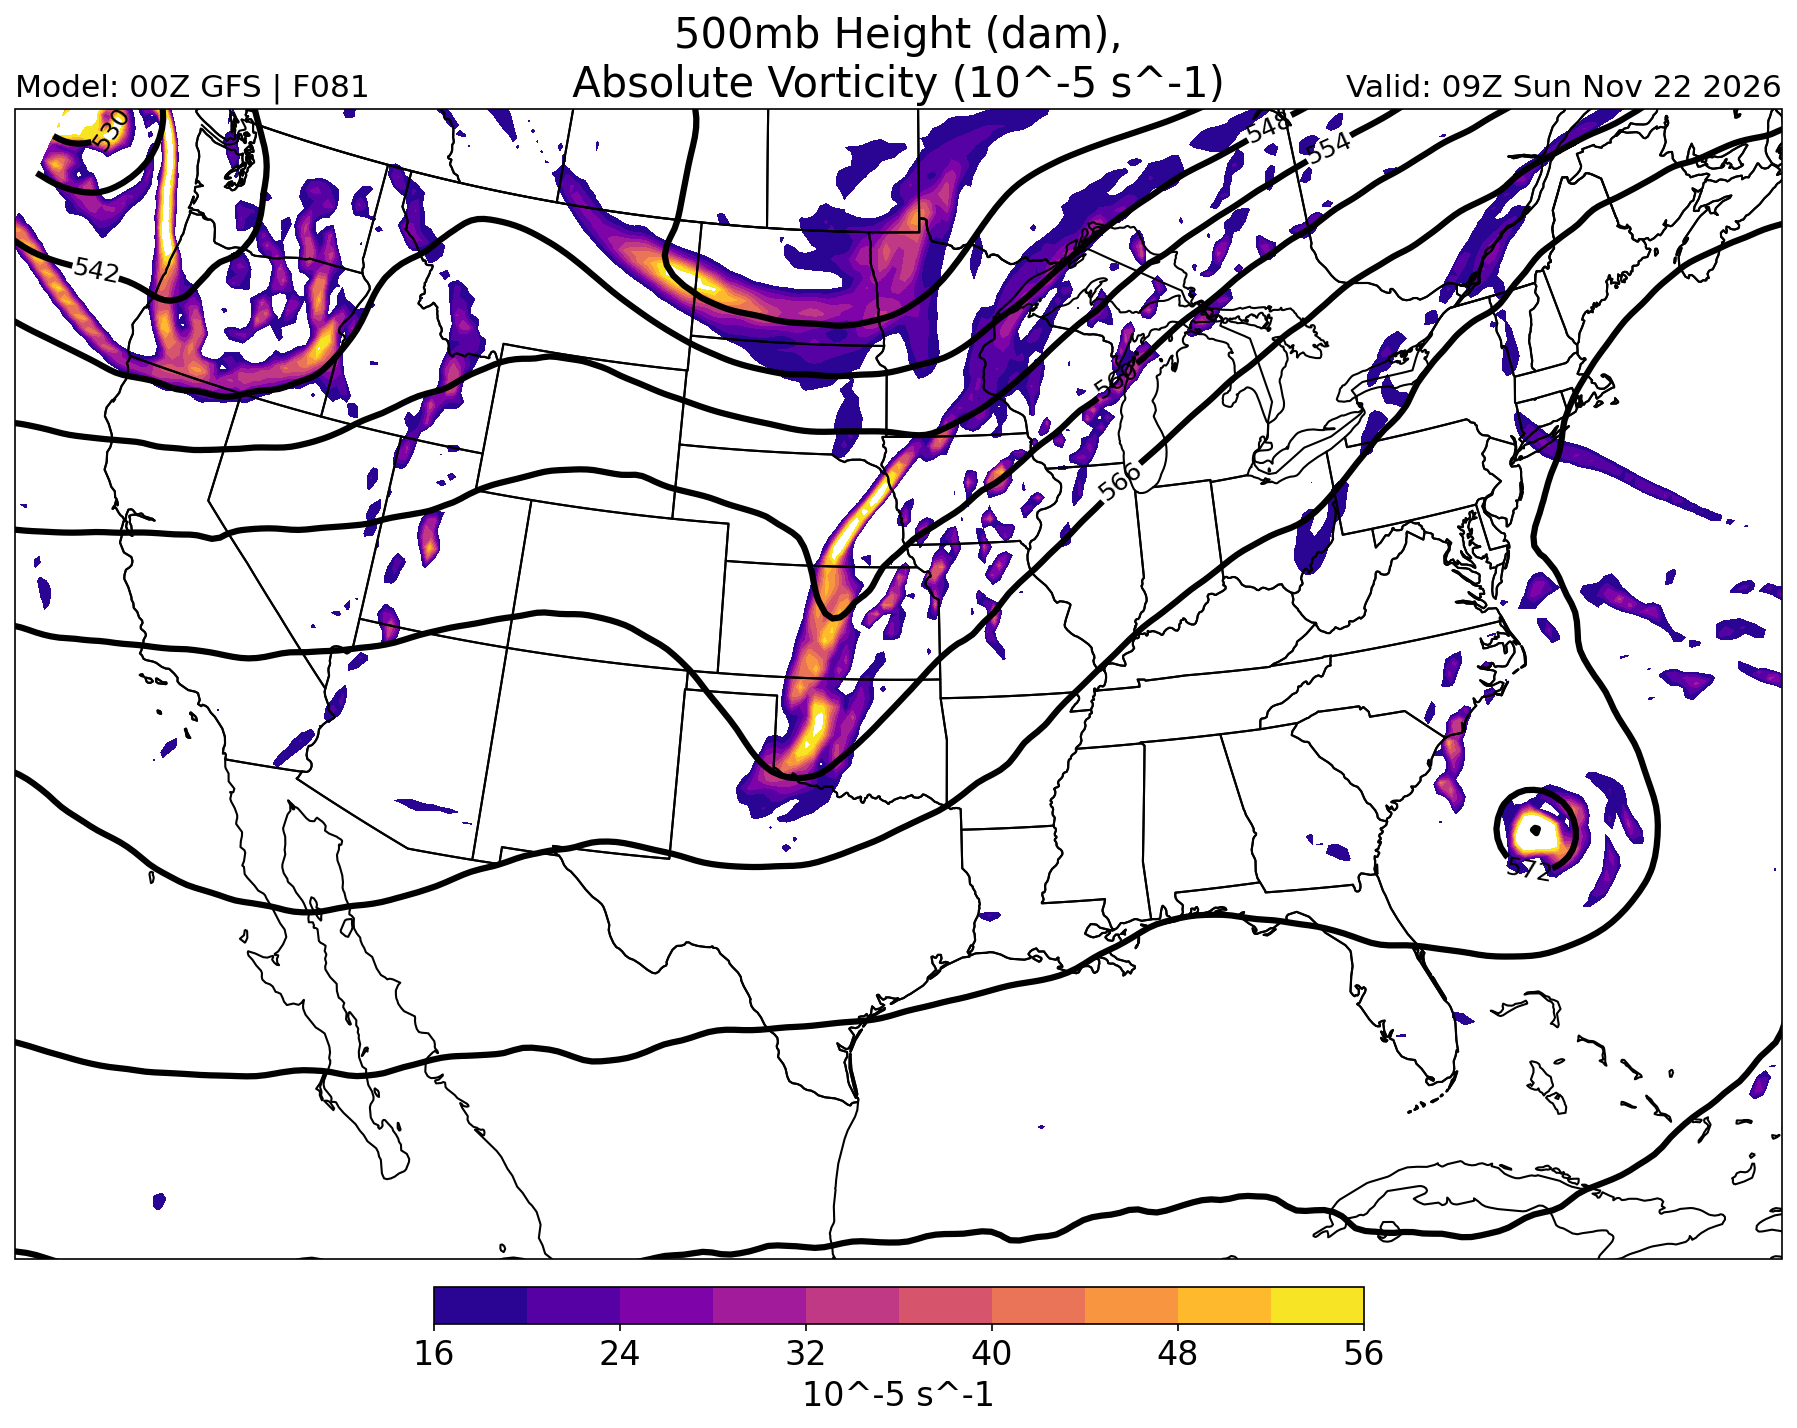 500mb Height (dam),
Model: 00Z GFS | F081
Absolute Vorticity (10^-5 s^-1)
Valid: 09Z Sun Nov 22 2026
530
548
554
542
560
566
572
16
24
32
40
48
56
10^-5 s^-1